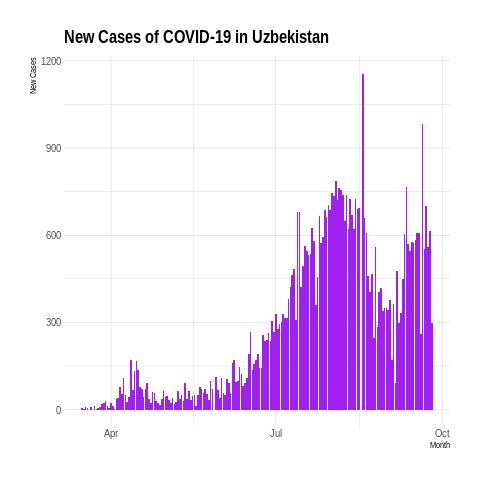 New Cases of COVID-19 in Uzbekistan
New Cases
1200
900
600
300
0
Apr
Jul
Oct
Month